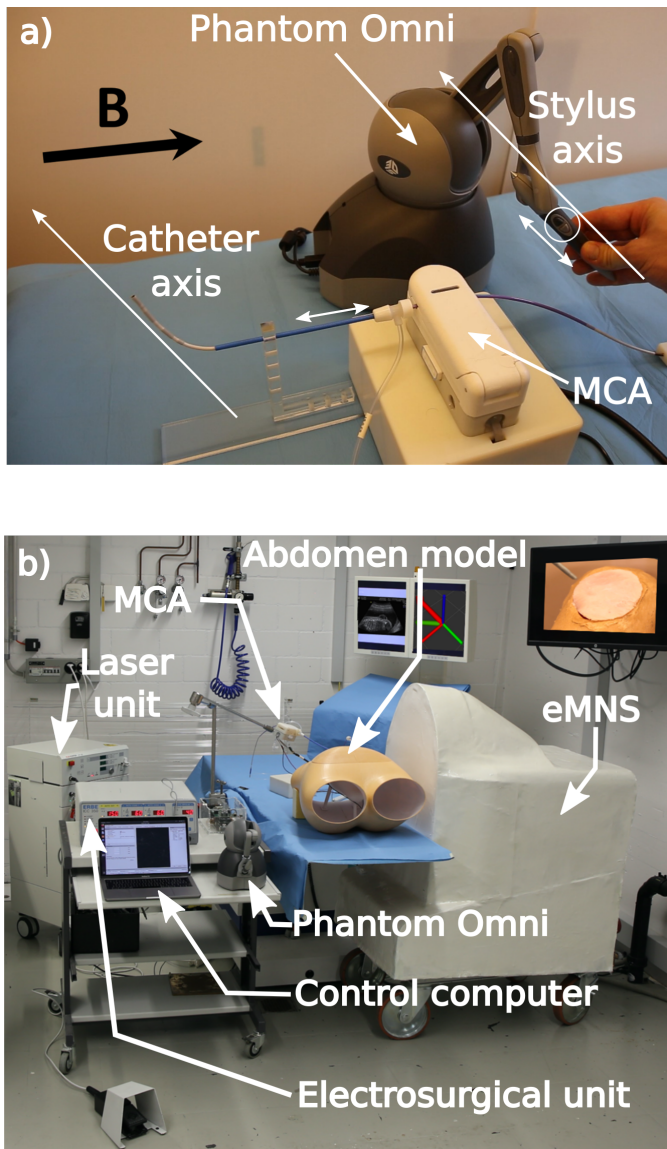 a)
Phantom Omni
B
Stylus
axis
Catheter
axis
MCA
b)
Abdomen model
MCA
Laser
unit
eMNS
ERBE
Phantom Omni
Control computer
Electrosurgical unit